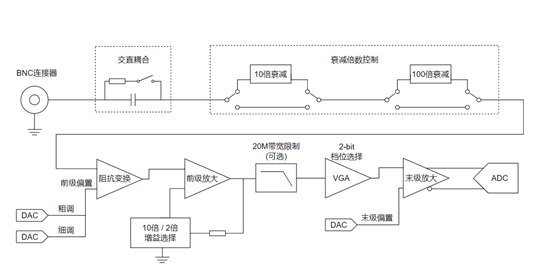 交直耦合
衰减倍数控制
BNC连接器
10倍衰减
100倍衰减
20M带宽限制
(可选)
2-bit
档位选择
阻抗变换
前级放大
VGA
末级放大
ADC
前级偏置
DAC
粗调
DAC
细调
10倍 / 2倍
增益选择
DAC
末级偏置